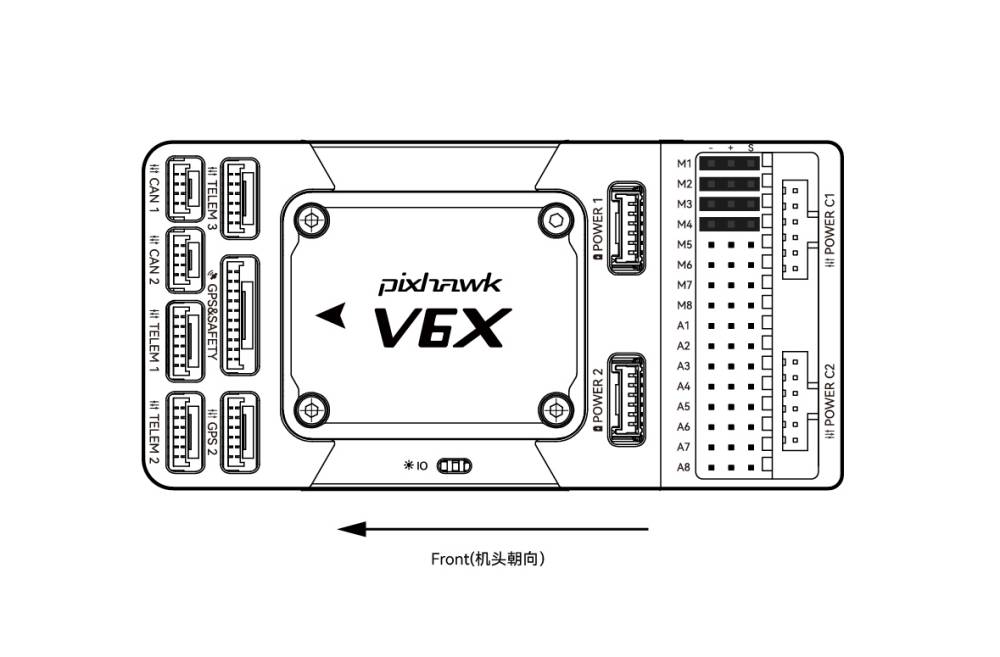 CAN 1
TELEM 3
CAN 2
GPS&SAFETY
TELEM 1
TELEM 2
GPS 2
pixhawk
V6X
IO
POWER 1
POWER 2
- + S
M1
M2
M3
M4
M5
M6
M7
M8
A1
A2
A3
A4
A5
A6
A7
A8
POWER C1
POWER C2
Front(机头朝向)